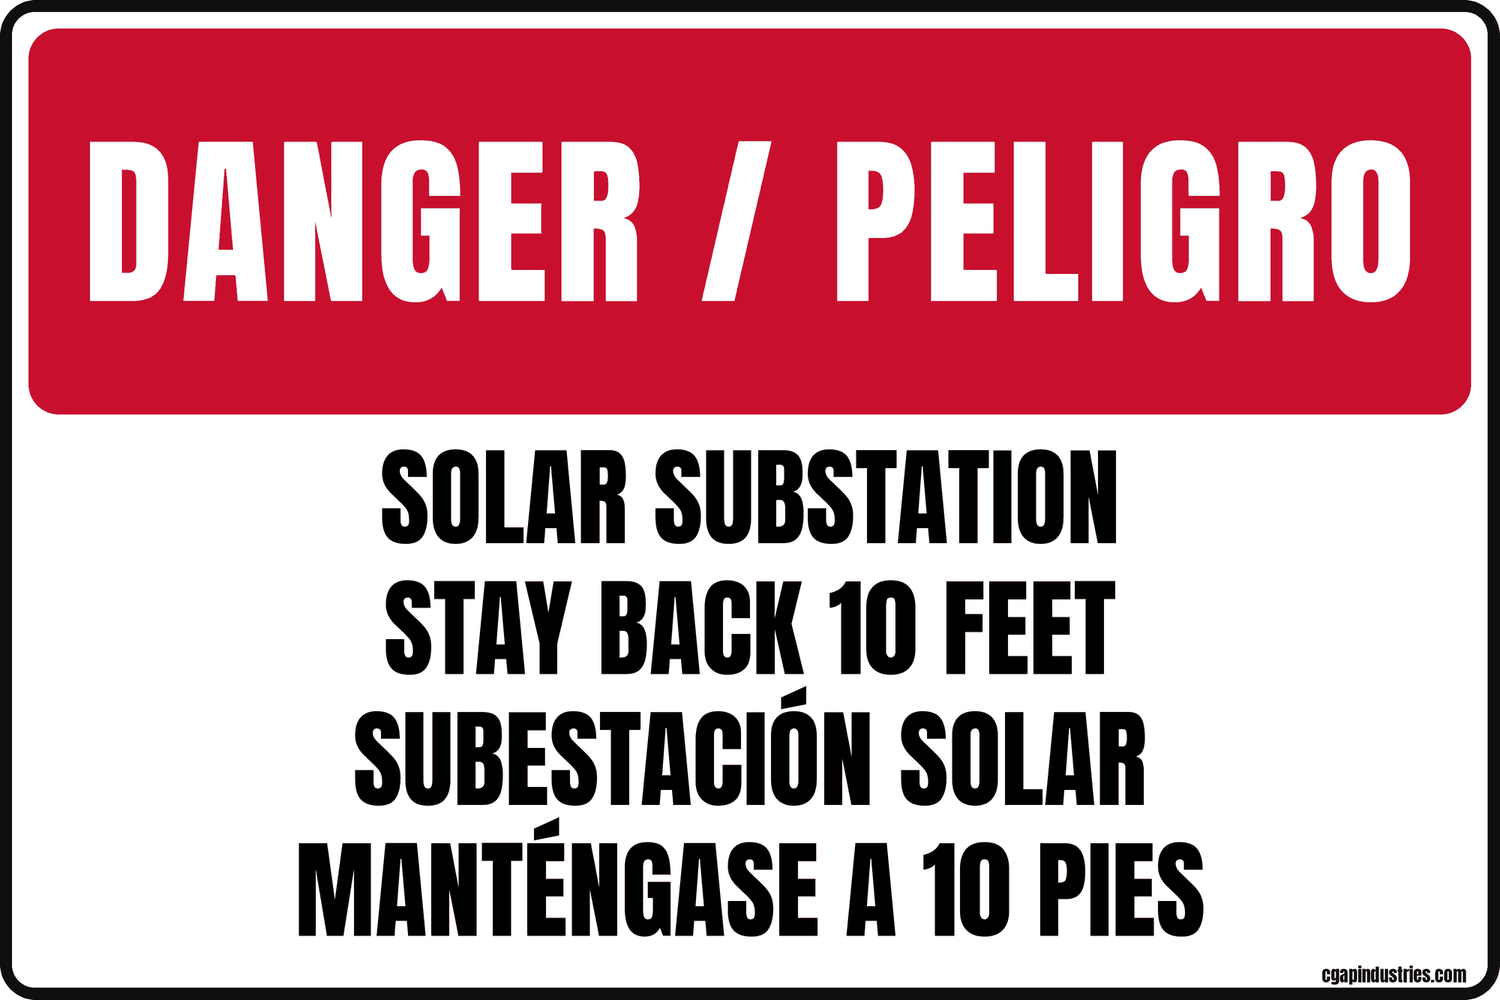 DANGER / PELIGRO
SOLAR SUBSTATION
STAY BACK 10 FEET
SUBESTACIÓN SOLAR
MANTÉNGASE A 10 PIES
cgapindustries.com